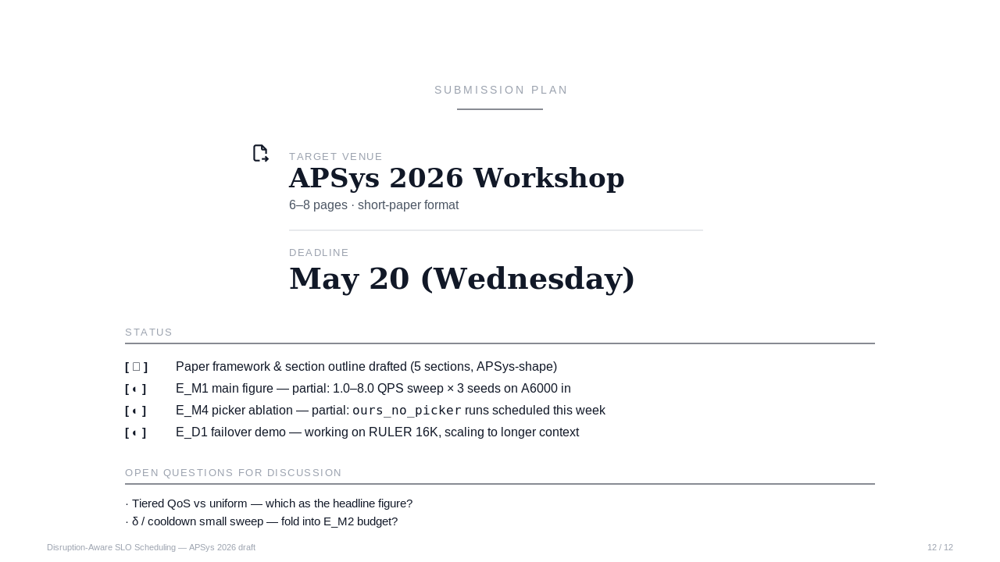 SUBMISSION PLAN
TARGET VENUE
APSys 2026 Workshop
6–8 pages · short-paper format
DEADLINE
May 20 (Wednesday)
STATUS
[ □ ] Paper framework & section outline drafted (5 sections, APSys-shape)
[ ◖ ] E_M1 main figure — partial: 1.0–8.0 QPS sweep × 3 seeds on A6000 in
[ ◖ ] E_M4 picker ablation — partial: ours_no_picker runs scheduled this week
[ ◖ ] E_D1 failover demo — working on RULER 16K, scaling to longer context
OPEN QUESTIONS FOR DISCUSSION
· Tiered QoS vs uniform — which as the headline figure?
· δ / cooldown small sweep — fold into E_M2 budget?
Disruption-Aware SLO Scheduling — APSys 2026 draft
12 / 12